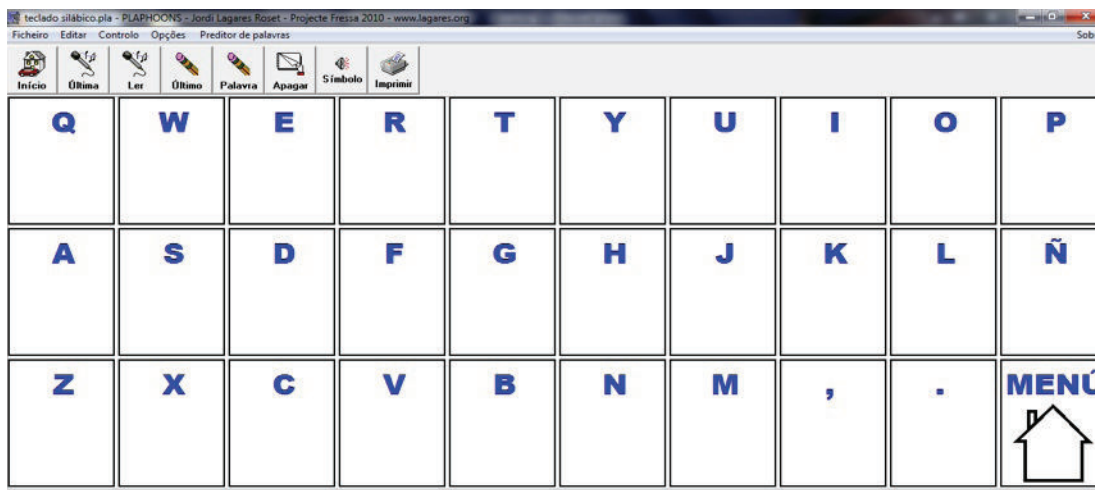 teclado silábico.pla - PLAPHOONS - Jordi Lagares Roset - Projecte Fressa 2010 - www.lagares.org
Ficheiro Editar Controlo Opções Preditor de palavras Sob
Início Última Ler Último Palavra Apagar Símbolo Imprimir
Q W E R T Y U I O P
A S D F G H J K L Ñ
Z X C V B N M , . MENÚ